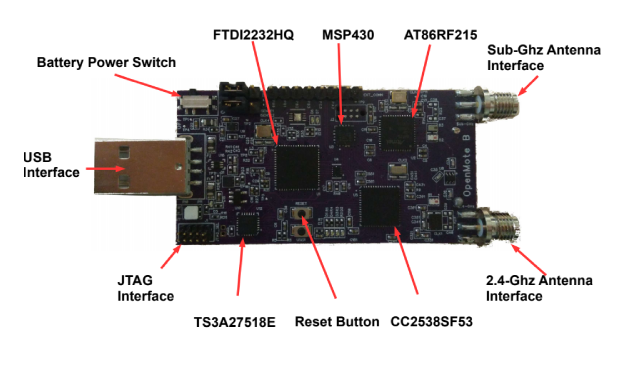 FTDI2232HQ MSP430 AT86RF215
Battery Power Switch
Sub-Ghz Antenna
Interface
USB
Interface
OpenMote B
RESET
JTAG
Interface
2.4-Ghz Antenna
Interface
TS3A27518E Reset Button CC2538SF53